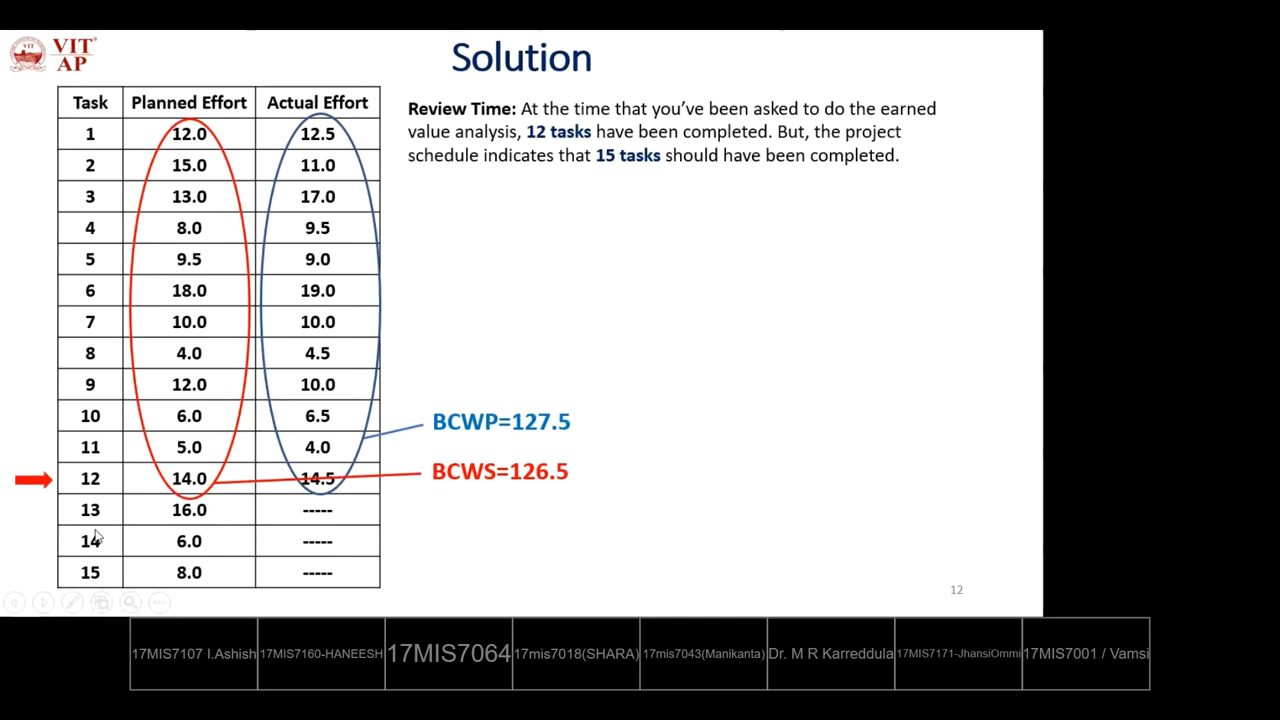 VIT
AP
Solution
Task Planned Effort Actual Effort
1 12.0 12.5
2 15.0 11.0
3 13.0 17.0
4 8.0 9.5
5 9.5 9.0
6 18.0 19.0
7 10.0 10.0
8 4.0 4.5
9 12.0 10.0
10 6.0 6.5
11 5.0 4.0
12 14.0 14.5
13 16.0 -----
14 6.0 -----
15 8.0 -----
Review Time: At the time that you’ve been asked to do the earned
value analysis, 12 tasks have been completed. But, the project
schedule indicates that 15 tasks should have been completed.
BCWP=127.5
BCWS=126.5
12
17MIS7107 I.Ashish 17MIS7160-HANEESH 17MIS7064 17mis7018(SHARA) 17mis7043(Manikanta) Dr. M R Karreddula 17MIS7171-JhansiOmmi 17MIS7001 / Vamsi